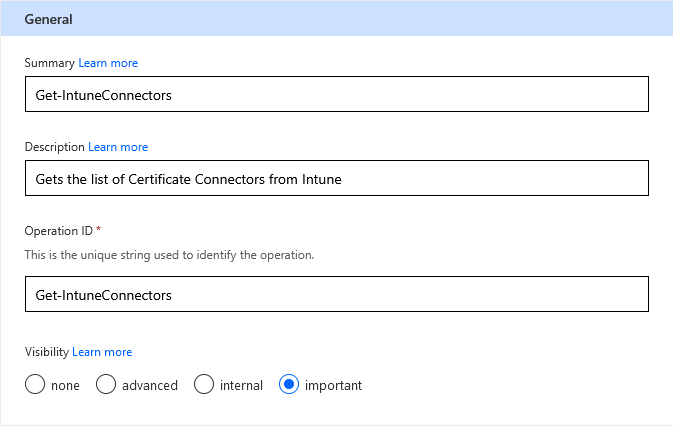 General
Summary Learn more
Get-IntuneConnectors
Description Learn more
Gets the list of Certificate Connectors from Intune
Operation ID *
This is the unique string used to identify the operation.
Get-IntuneConnectors
Visibility Learn more
none advanced internal important